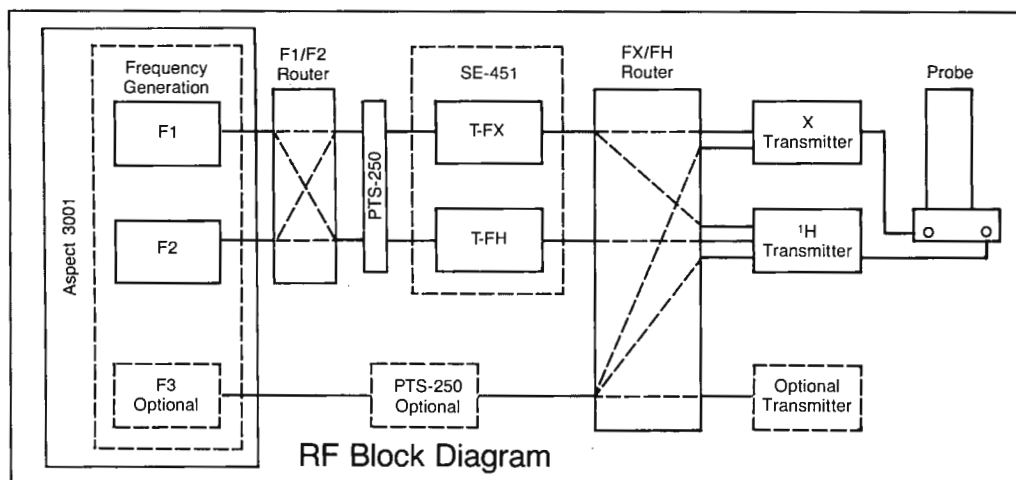 Aspect 3001
Frequency
Generation
F1
F2
F3
Optional
F1/F2
Router
PTS-250
PTS-250
Optional
SE-451
T-FX
T-FH
FX/FH
Router
X
Transmitter
¹H
Transmitter
Optional
Transmitter
Probe
RF Block Diagram